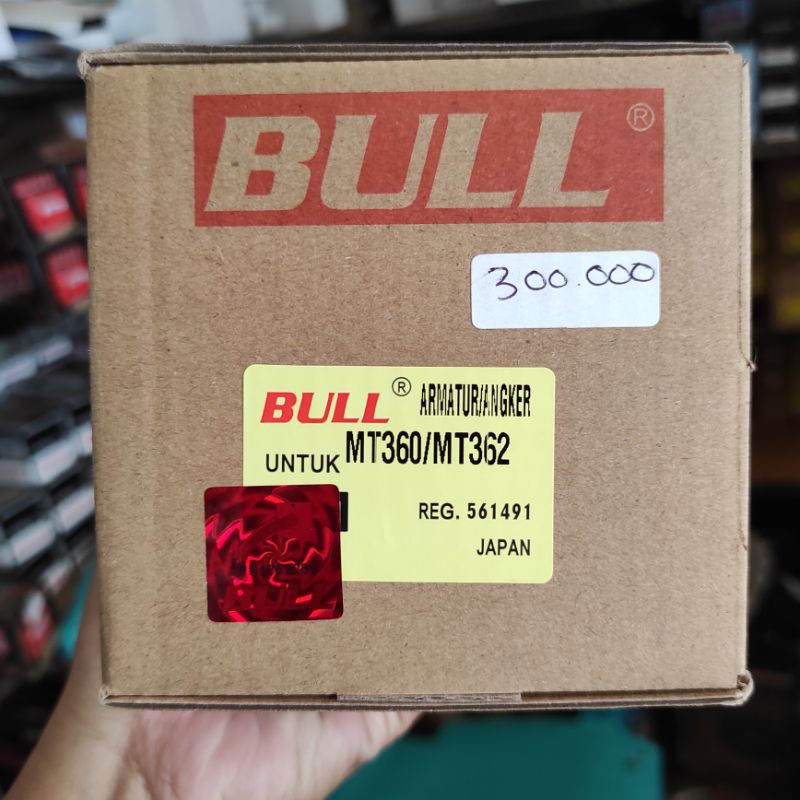 BULL®
300.000
BULL® ARMATUR/ANGKER
UNTUK MT360/MT362
REG. 561491
JAPAN